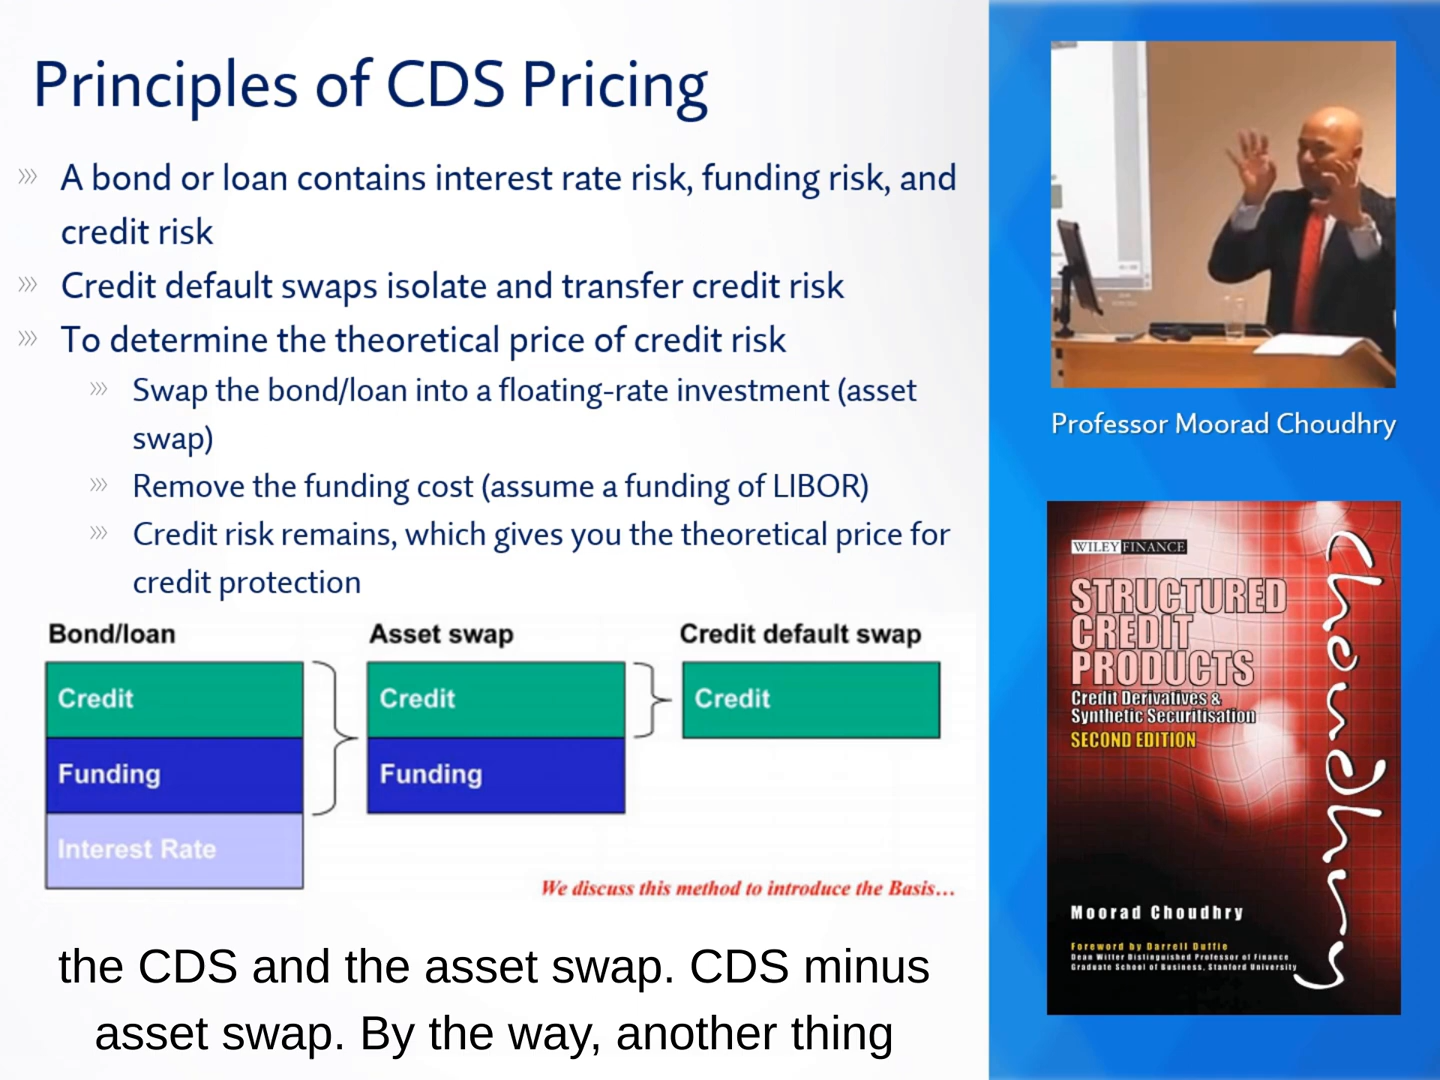 Principles of CDS Pricing
A bond or loan contains interest rate risk, funding risk, and
credit risk
Credit default swaps isolate and transfer credit risk
To determine the theoretical price of credit risk
Swap the bond/loan into a floating-rate investment (asset
swap)
Remove the funding cost (assume a funding of LIBOR)
Credit risk remains, which gives you the theoretical price for
credit protection
Bond/loan
Credit
Funding
Interest Rate
Asset swap
Credit
Funding
Credit default swap
Credit
We discuss this method to introduce the Basis...
the CDS and the asset swap. CDS minus
asset swap. By the way, another thing
Professor Moorad Choudhry
WILEY FINANCE
STRUCTURED
CREDIT
PRODUCTS
Credit Derivatives &
Synthetic Securitisation
SECOND EDITION
Choudhry
Moorad Choudhry
Foreword by Darrell Duffie
Dean Witter Distinguished Professor of Finance
Graduate School of Business, Stanford University